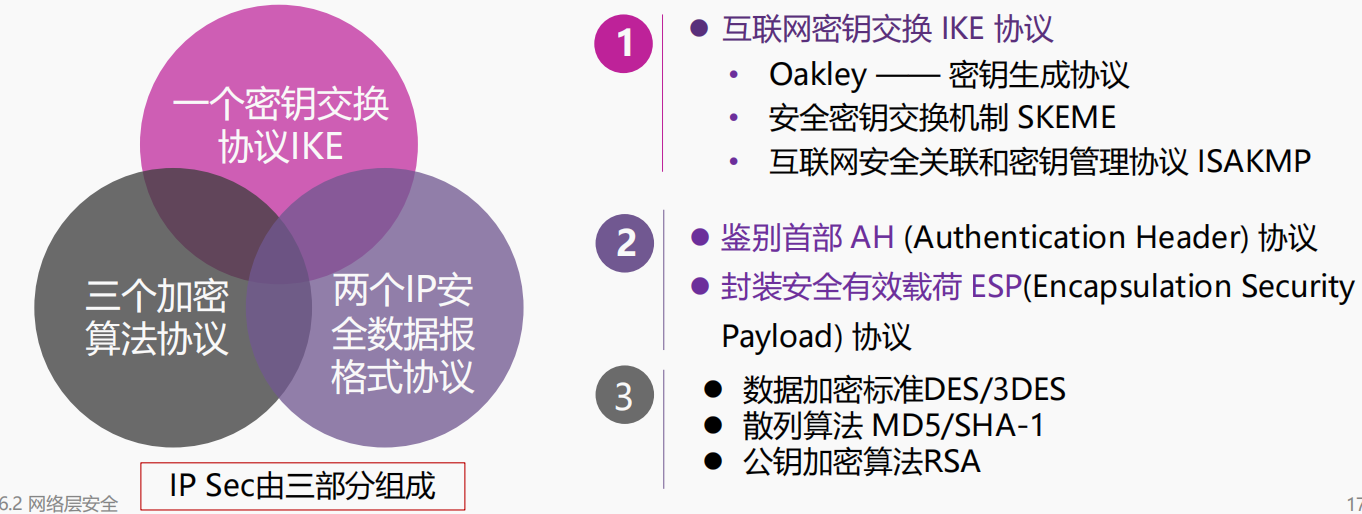 一个密钥交换
协议IKE
三个加密
算法协议
两个IP安
全数据报
格式协议
IP Sec由三部分组成
6.2 网络层安全
1
● 互联网密钥交换 IKE 协议
• Oakley —— 密钥生成协议
• 安全密钥交换机制 SKEME
• 互联网安全关联和密钥管理协议 ISAKMP
2
● 鉴别首部 AH (Authentication Header) 协议
● 封装安全有效载荷 ESP(Encapsulation Security
Payload) 协议
3
● 数据加密标准DES/3DES
● 散列算法 MD5/SHA-1
● 公钥加密算法RSA
17